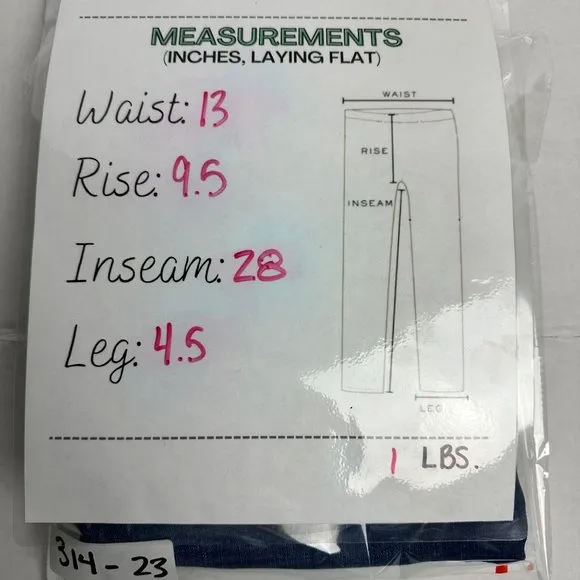 MEASUREMENTS
(INCHES, LAYING FLAT)
Waist: 13
WAIST
RISE
Rise: 9.5
INSEAM
Inseam: 28
Leg: 4.5
LEG
1 LBS.
314-23